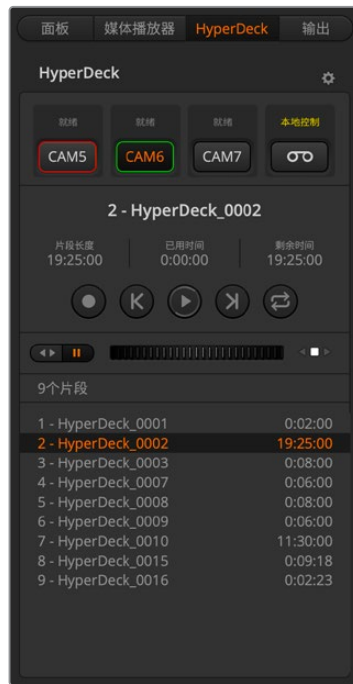 面板 媒体播放器 HyperDeck 输出
HyperDeck
就绪 就绪 就绪 本地控制
CAM5 CAM6 CAM7
2 - HyperDeck_0002
片段长度 已用时间 剩余时间
19:25:00 0:00:00 19:25:00
9个片段
1 - HyperDeck_0001 0:02:00
2 - HyperDeck_0002 19:25:00
3 - HyperDeck_0003 0:08:00
4 - HyperDeck_0007 0:06:00
5 - HyperDeck_0008 0:08:00
6 - HyperDeck_0009 0:06:00
7 - HyperDeck_0010 11:30:00
8 - HyperDeck_0015 0:09:18
9 - HyperDeck_0016 0:02:23